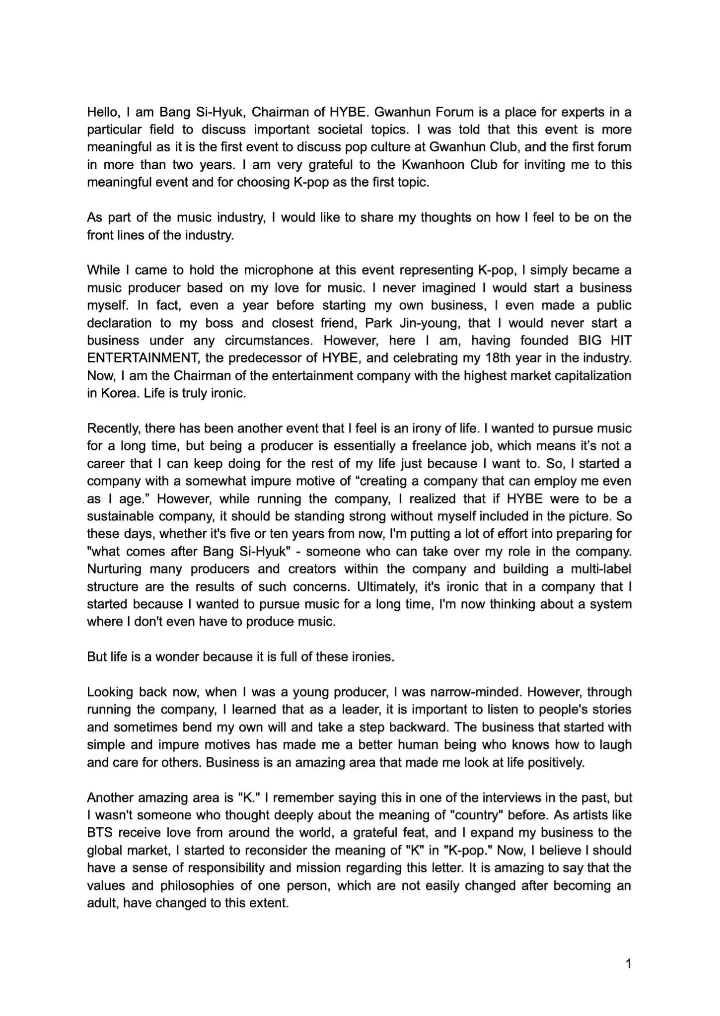 Hello, I am Bang Si-Hyuk, Chairman of HYBE. Gwanhun Forum is a place for experts in a
particular field to discuss important societal topics. I was told that this event is more
meaningful as it is the first event to discuss pop culture at Gwanhun Club, and the first forum
in more than two years. I am very grateful to the Kwanhoon Club for inviting me to this
meaningful event and for choosing K-pop as the first topic.
As part of the music industry, I would like to share my thoughts on how I feel to be on the
front lines of the industry.
While I came to hold the microphone at this event representing K-pop, I simply became a
music producer based on my love for music. I never imagined I would start a business
myself. In fact, even a year before starting my own business, I even made a public
declaration to my boss and closest friend, Park Jin-young, that I would never start a
business under any circumstances. However, here I am, having founded BIG HIT
ENTERTAINMENT, the predecessor of HYBE, and celebrating my 18th year in the industry.
Now, I am the Chairman of the entertainment company with the highest market capitalization
in Korea. Life is truly ironic.
Recently, there has been another event that I feel is an irony of life. I wanted to pursue music
for a long time, but being a producer is essentially a freelance job, which means it's not a
career that I can keep doing for the rest of my life just because I want to. So, I started a
company with a somewhat impure motive of “creating a company that can employ me even
as I age.” However, while running the company, I realized that if HYBE were to be a
sustainable company, it should be standing strong without myself included in the picture. So
these days, whether it's five or ten years from now, I'm putting a lot of effort into preparing for
"what comes after Bang Si-Hyuk" - someone who can take over my role in the company.
Nurturing many producers and creators within the company and building a multi-label
structure are the results of such concerns. Ultimately, it's ironic that in a company that I
started because I wanted to pursue music for a long time, I'm now thinking about a system
where I don't even have to produce music.
But life is a wonder because it is full of these ironies.
Looking back now, when I was a young producer, I was narrow-minded. However, through
running the company, I learned that as a leader, it is important to listen to people's stories
and sometimes bend my own will and take a step backward. The business that started with
simple and impure motives has made me a better human being who knows how to laugh
and care for others. Business is an amazing area that made me look at life positively.
Another amazing area is "K." I remember saying this in one of the interviews in the past, but
I wasn't someone who thought deeply about the meaning of "country" before. As artists like
BTS receive love from around the world, a grateful feat, and I expand my business to the
global market, I started to reconsider the meaning of "K" in "K-pop." Now, I believe I should
have a sense of responsibility and mission regarding this letter. It is amazing to say that the
values and philosophies of one person, which are not easily changed after becoming an
adult, have changed to this extent.
1